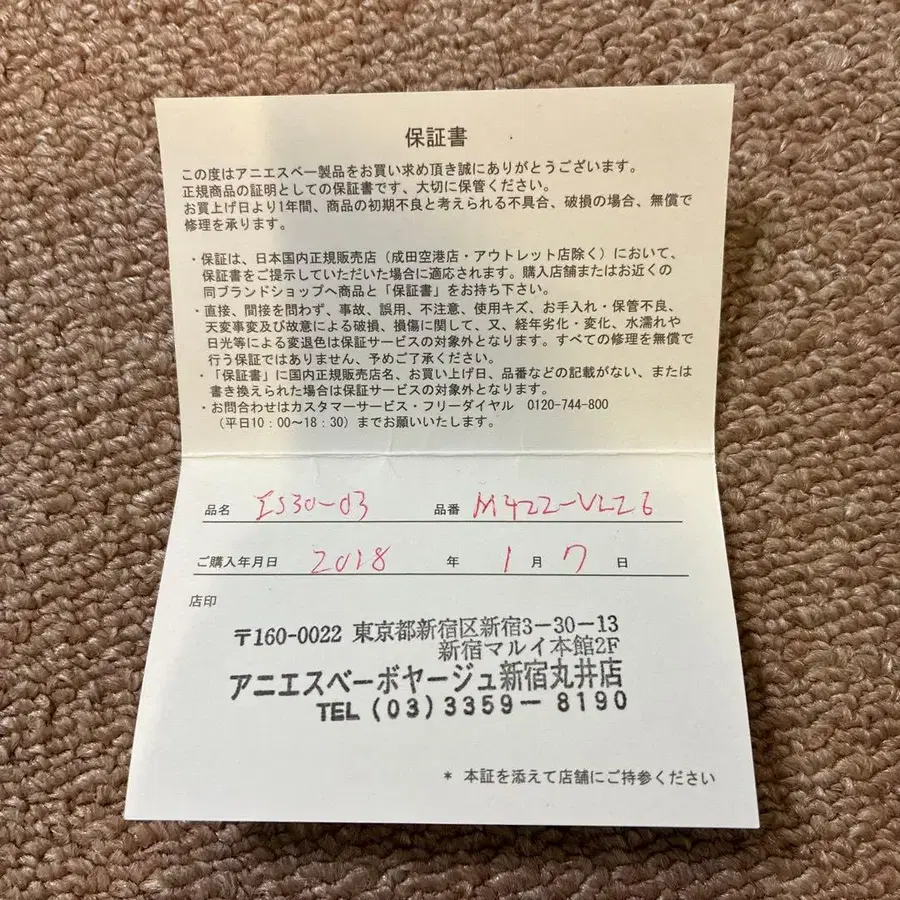 保証書
この度はアニエスベー製品をお買い求め頂き誠にありがとうございます。
正規商品の証明としての保証書です、大切に保管ください。
お買上げ日より1年間、商品の初期不良と考えられる不具合、破損の場合、無償で
修理を承ります。
・保証は、日本国内正規販売店（成田空港店・アウトレット店除く）において、
保証書をご提示していただいた場合に適応されます。購入店舗またはお近くの
同ブランドショップへ商品と「保証書」をお持ち下さい。
・直接、間接を問わず、事故、誤用、不注意、使用キズ、お手入れ・保管不良、
天変事変及び故意による破損、損傷に関して、又、経年劣化・変化、水濡れや
日光等による変退色は保証サービスの対象外となります。すべての修理を無償で
行う保証ではありません、予めご了承ください。
・「保証書」に国内正規販売店名、お買い上げ日、品番などの記載がない、または
書き換えられた場合は保証サービスの対象外となります。
・お問合わせはカスタマーサービス・フリーダイヤル 0120-744-800
（平日10：00～18：30）までお願いいたします。
品名 IS30-03 品番 M422-VLL6
ご購入年月日 2018 年 1 月 7 日
店印
〒160-0022 東京都新宿区新宿3-30-13
新宿マルイ本館2F
アニエスベーボヤージュ新宿丸井店
TEL (03) 3359-8190
* 本証を添えて店舗にご持参ください